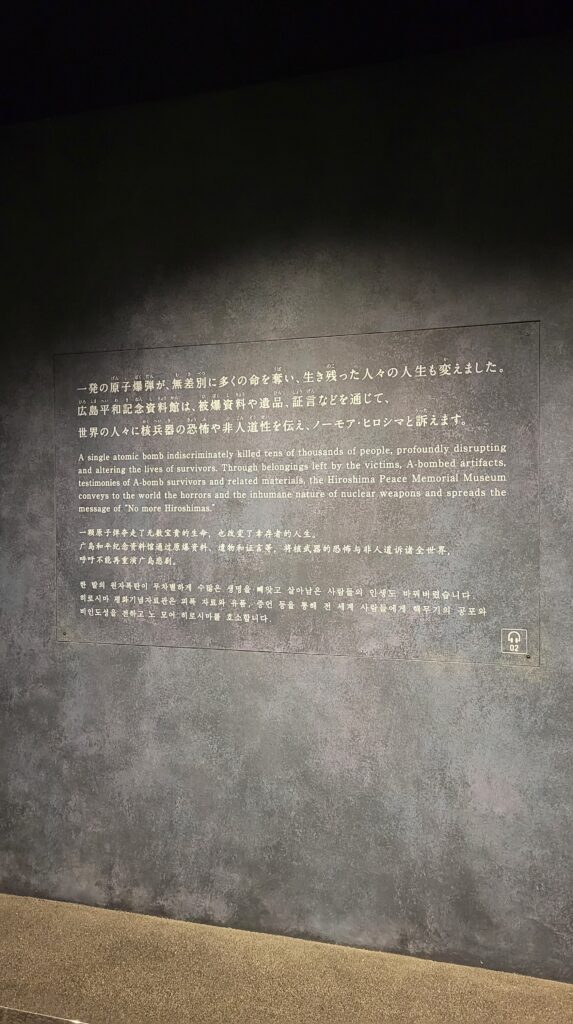 一発の原子爆弾が、無差別に多くの命を奪い、生き残った人々の人生も変えました。
広島平和記念資料館は、被爆資料や遺品、証言などを通じて、
世界の人々に核兵器の恐怖や非人道性を伝え、ノーモア・ヒロシマと訴えます。
A single atomic bomb indiscriminately killed tens of thousands of people, profoundly disrupting
and altering the lives of survivors. Through belongings left by the victims, A-bombed artifacts,
testimonies of A-bomb survivors and related materials, the Hiroshima Peace Memorial Museum
conveys to the world the horrors and the inhumane nature of nuclear weapons and spreads the
message of "No more Hiroshimas."
一颗原子弹夺走了无数宝贵的生命，也改变了幸存者的人生。
广岛和平纪念资料馆通过原爆资料、遗物和证言等，将核武器的恐怖与非人道诉诸全世界，
呼吁不能再重演广岛悲剧。
한 발의 원자폭탄이 무차별하게 수많은 생명을 빼앗고 살아남은 사람들의 인생도 바꿔버렸습니다.
히로시마 평화기념자료관은 피폭 자료와 유품, 증언 등을 통해 전 세계 사람들에게 핵무기의 공포와
비인도성을 전하고 노 모어 히로시마를 호소합니다.
02